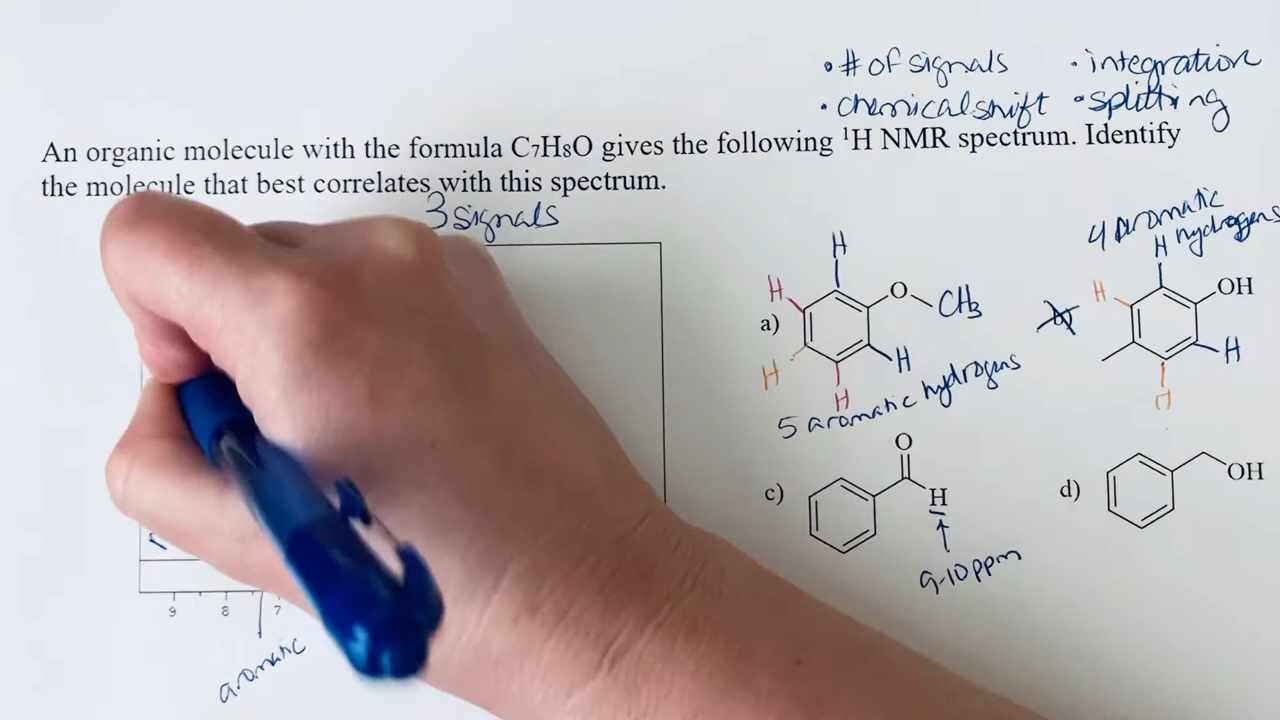 • # of signals • integration
• chemical shift • splitting
An organic molecule with the formula C₇H₈O gives the following ¹H NMR spectrum. Identify
the molecule that best correlates with this spectrum.
3 signals
4 aromatic
hydrogens
H
O
CH₃
H
H
H
H
a)
5 aromatic hydrogens
H
OH
H
H
H
b)
c)
O
H
9-10ppm
d)
OH
9 8 7
aromatic